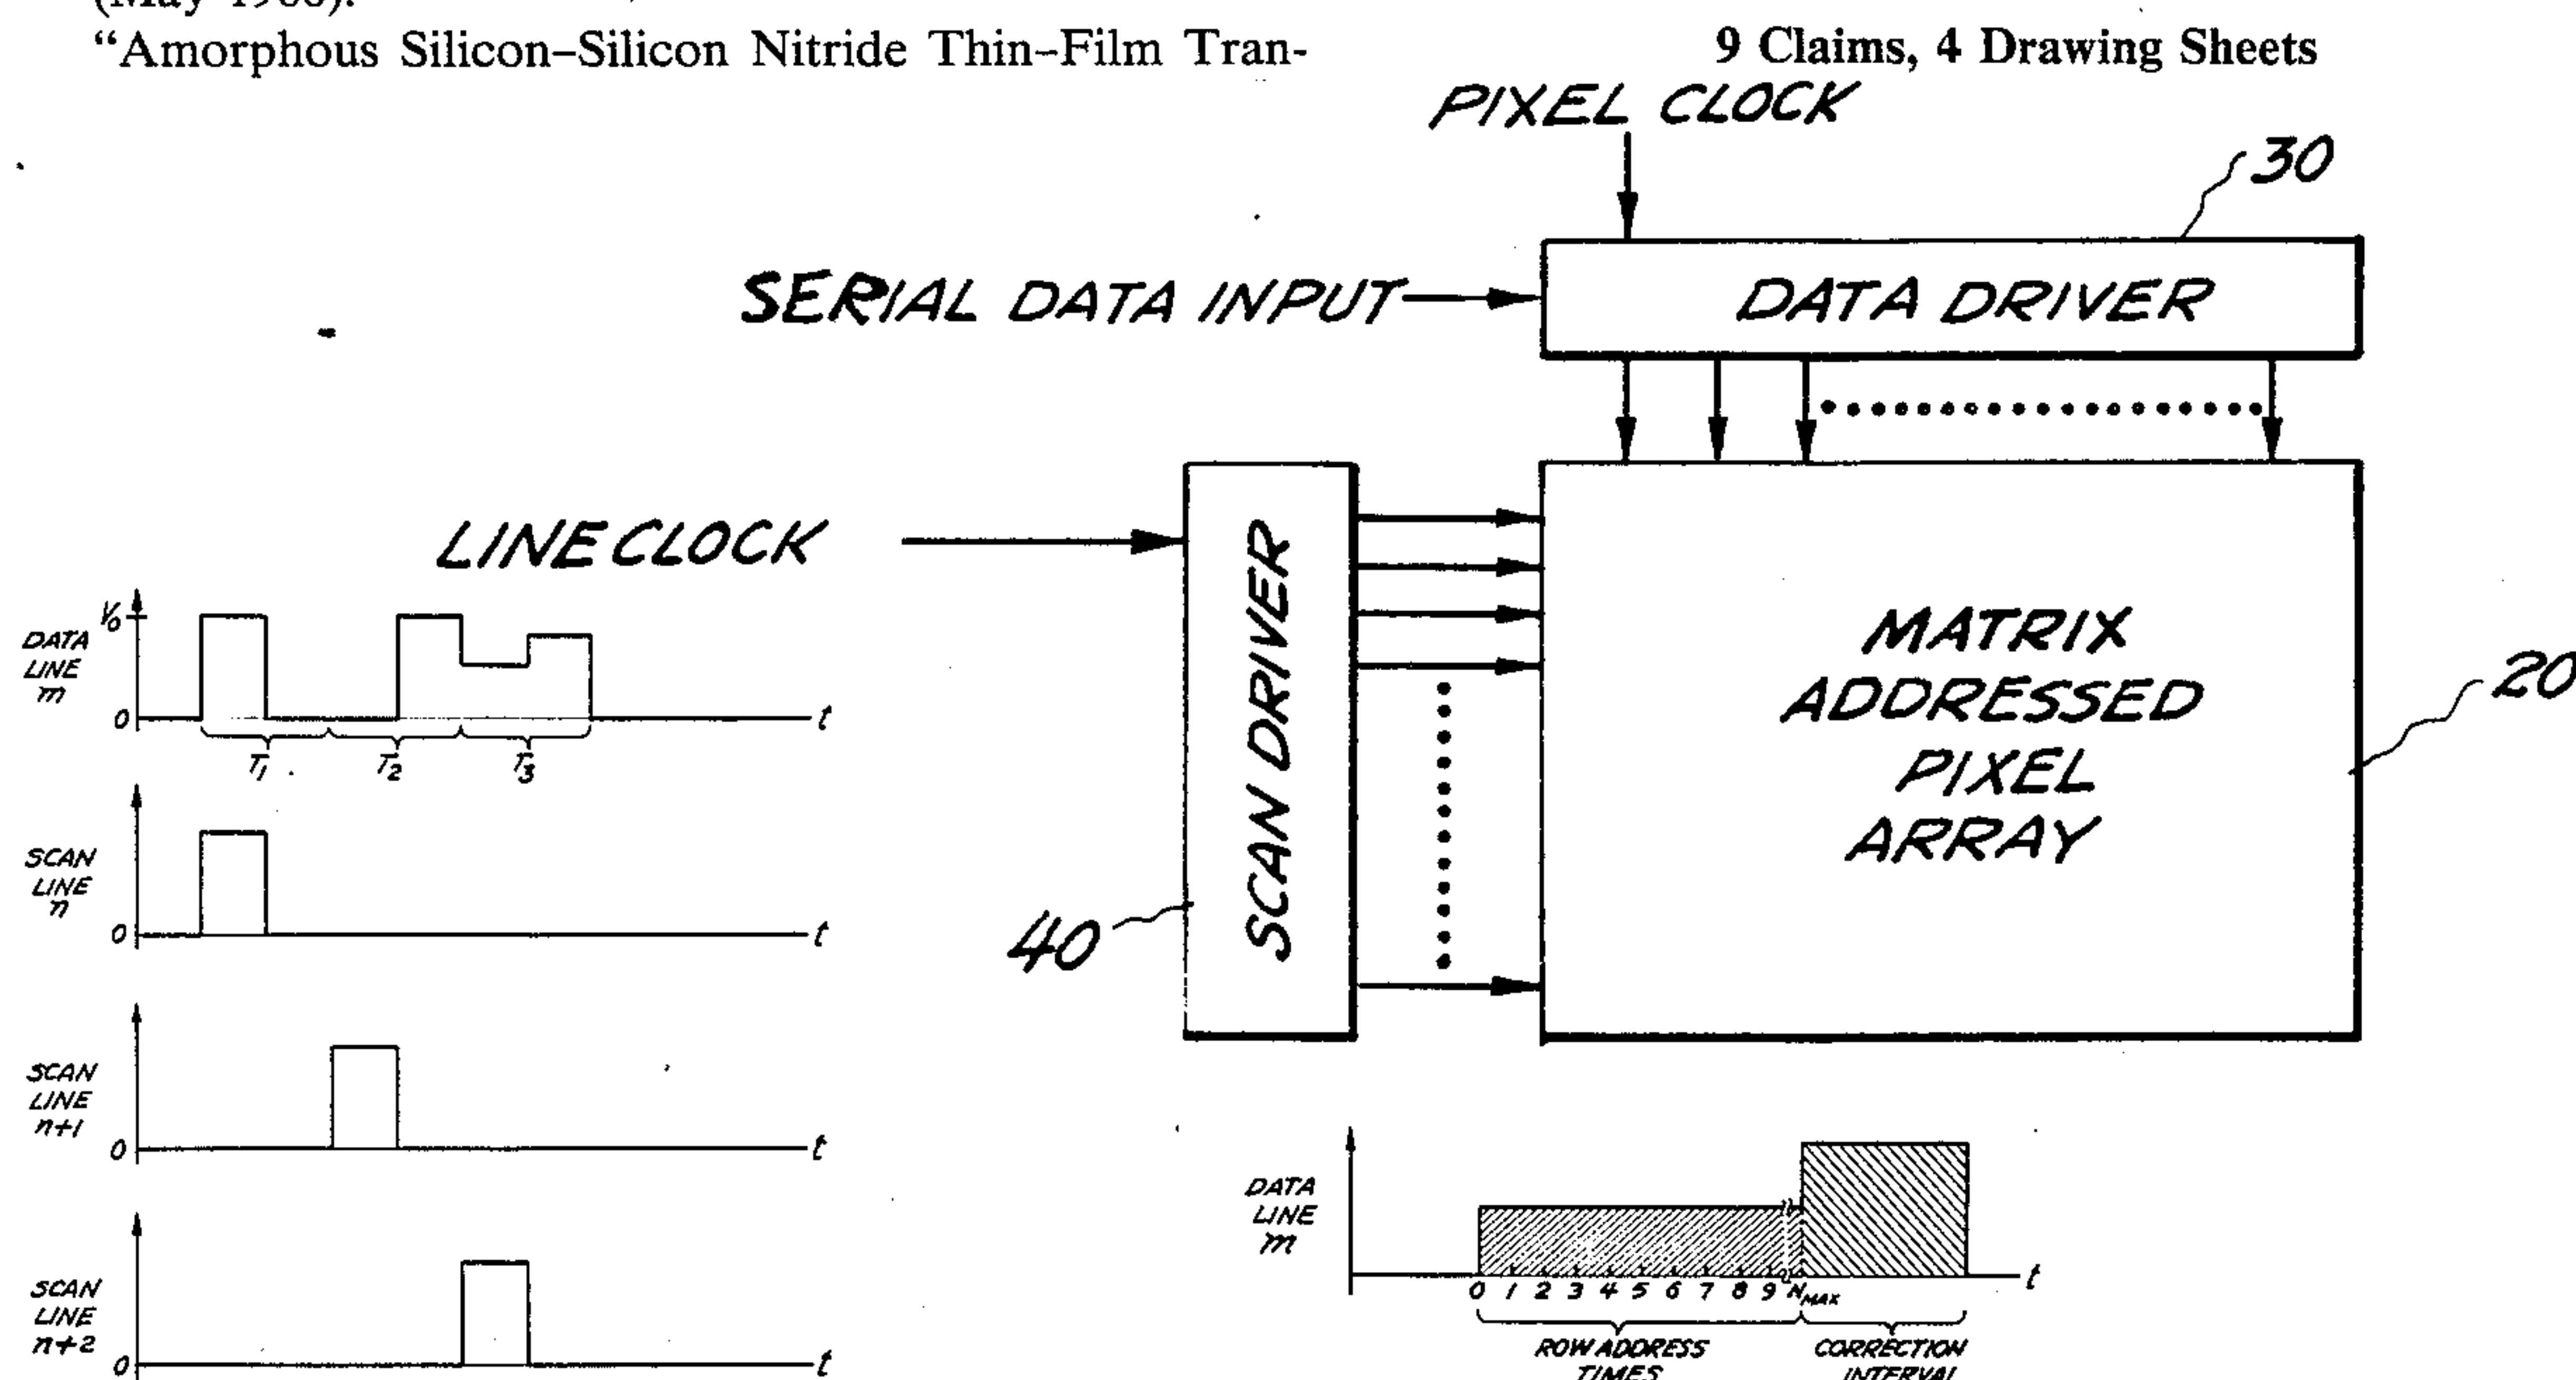 “Amorphous Silicon–Silicon Nitride Thin–Film Tran-
9 Claims, 4 Drawing Sheets
PIXEL CLOCK
30
SERIAL DATA INPUT
DATA DRIVER
LINE CLOCK
SCAN DRIVER
40
MATRIX
ADDRESSED
PIXEL
ARRAY
20
V₀
DATA
LINE
m
0
t
T₁
T₂
T₃
SCAN
LINE
n
0
t
SCAN
LINE
n+1
0
t
SCAN
LINE
n+2
0
t
DATA
LINE
m
t
0 1 2 3 4 5 6 7 8 9 N MAX
ROW ADDRESS
TIMES
CORRECTION
INTERVAL